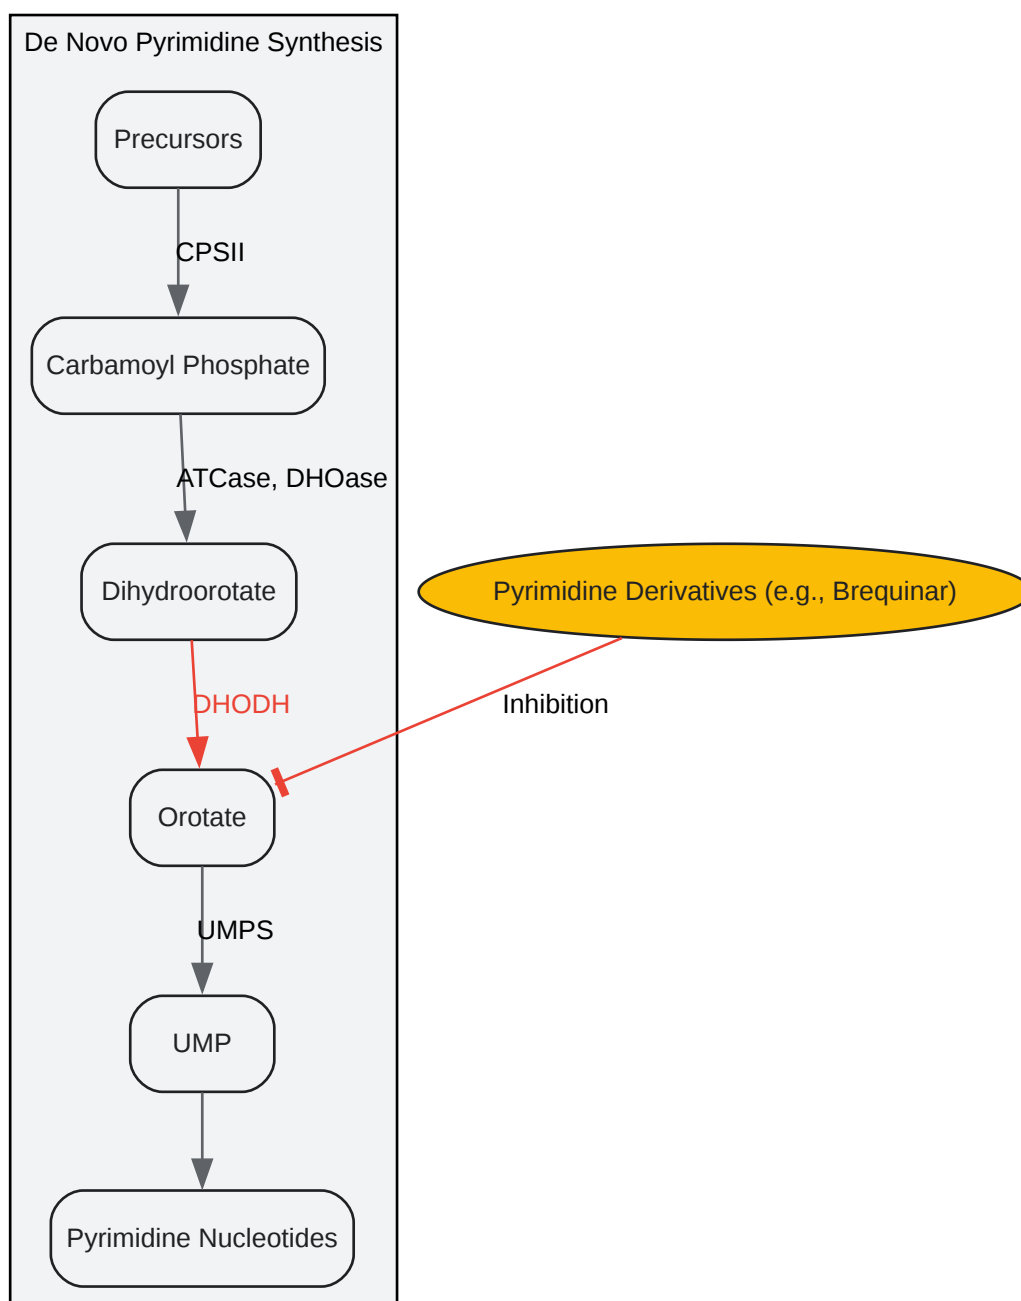 De Novo Pyrimidine Synthesis
Precursors
CPSII
Carbamoyl Phosphate
ATCase, DHOase
Dihydroorotate
Pyrimidine Derivatives (e.g., Brequinar)
DHODH
Inhibition
Orotate
UMPS
UMP
Pyrimidine Nucleotides